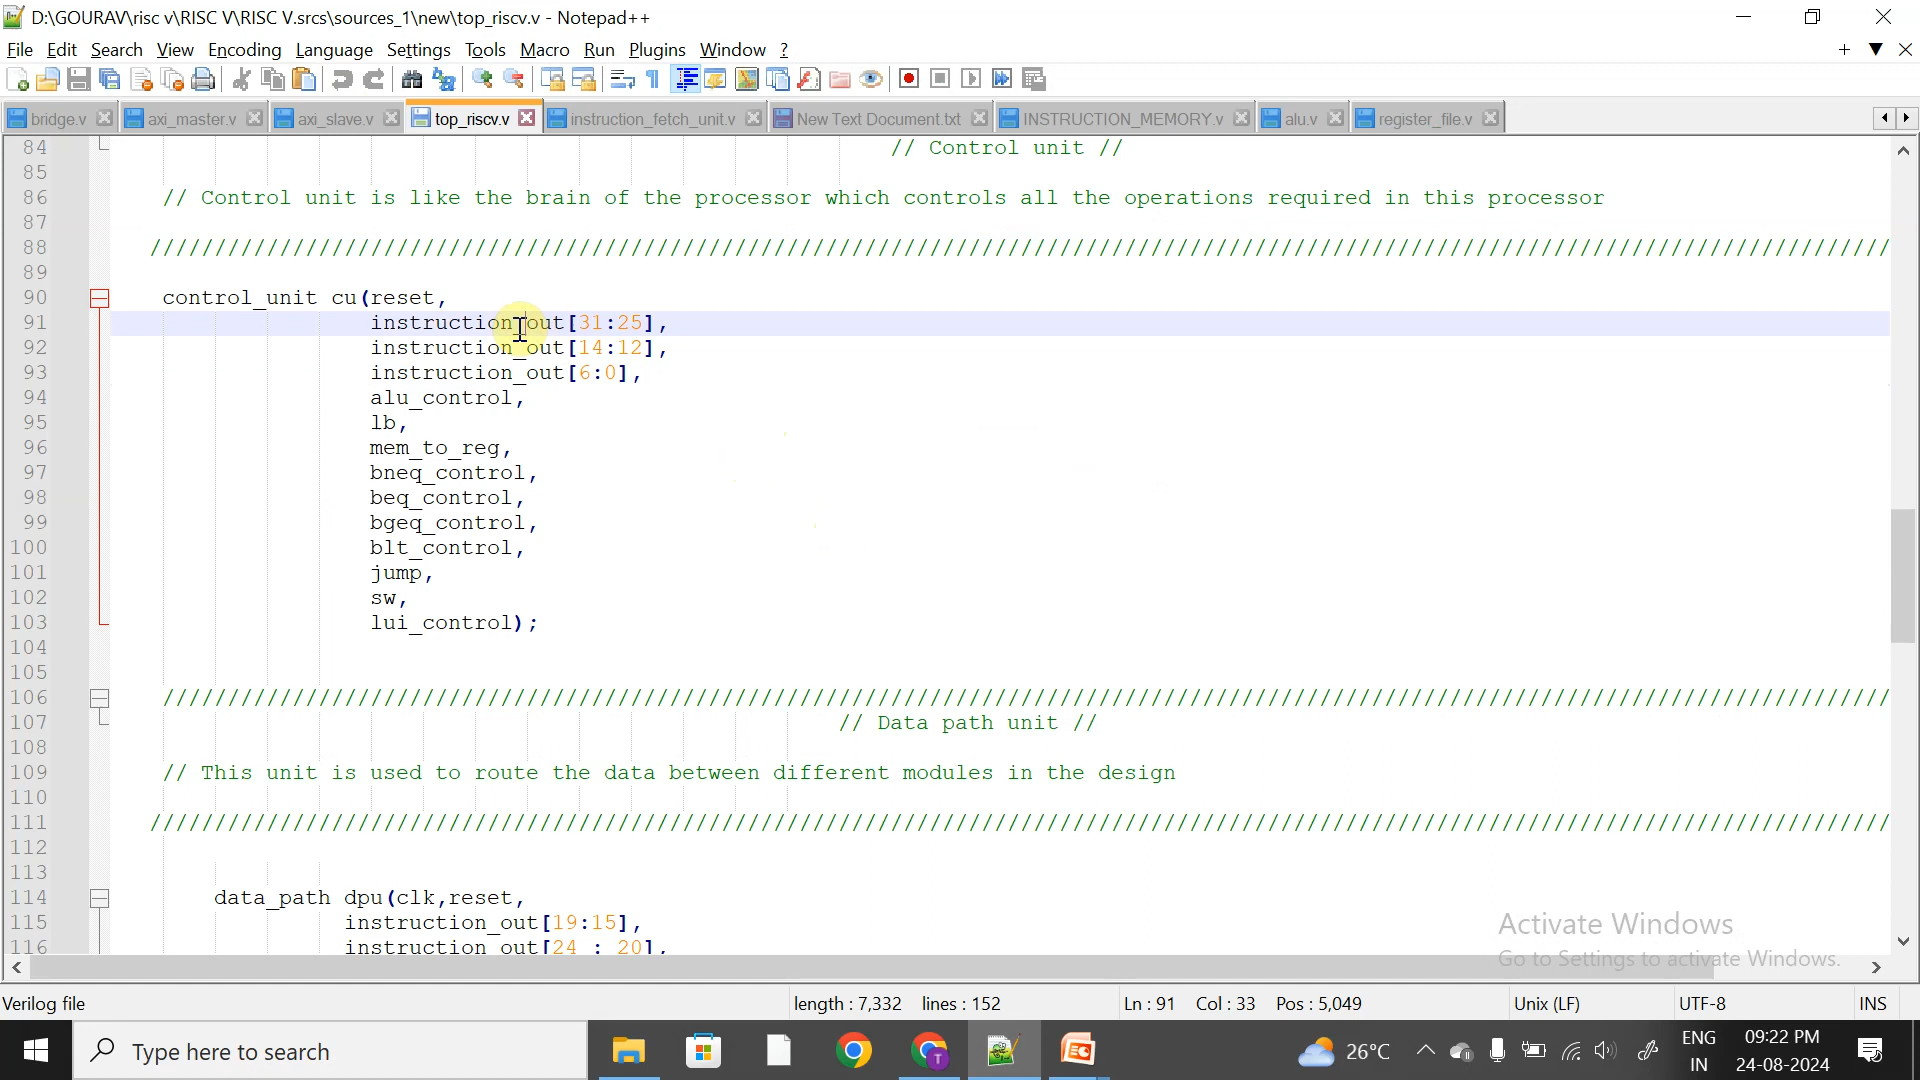 D:\GOURAV\risc v\RISC V\RISC V.srcs\sources_1\new\top_riscv.v - Notepad++
File Edit Search View Encoding Language Settings Tools Macro Run Plugins Window ?
bridge.v axi_master.v axi_slave.v top_riscv.v instruction_fetch_unit.v New Text Document.txt INSTRUCTION_MEMORY.v alu.v register_file.v
84 // Control unit //
85
86 // Control unit is like the brain of the processor which controls all the operations required in this processor
87
88 //////////////////////////////////////////////////////////////////////////////////////////////////////////////////////////////////////
89
90 control_unit cu(reset,
91 instruction_out[31:25],
92 instruction_out[14:12],
93 instruction_out[6:0],
94 alu_control,
95 lb,
96 mem_to_reg,
97 bneq_control,
98 beq_control,
99 bgeq_control,
100 blt_control,
101 jump,
102 sw,
103 lui_control);
104
105
106 /////////////////////////////////////////////////////////////////////////////////////////////////////////////////////////////////////
107 // Data path unit //
108
109 // This unit is used to route the data between different modules in the design
110
111 //////////////////////////////////////////////////////////////////////////////////////////////////////////////////////////////////////
112
113
114 data_path dpu(clk,reset,
115 instruction_out[19:15],
116 instruction_out[24 : 20],
Activate Windows
Go to Settings to activate Windows.
Verilog file length : 7,332 lines : 152 Ln : 91 Col : 33 Pos : 5,049 Unix (LF) UTF-8 INS
Type here to search 26°C ENG IN 09:22 PM 24-08-2024